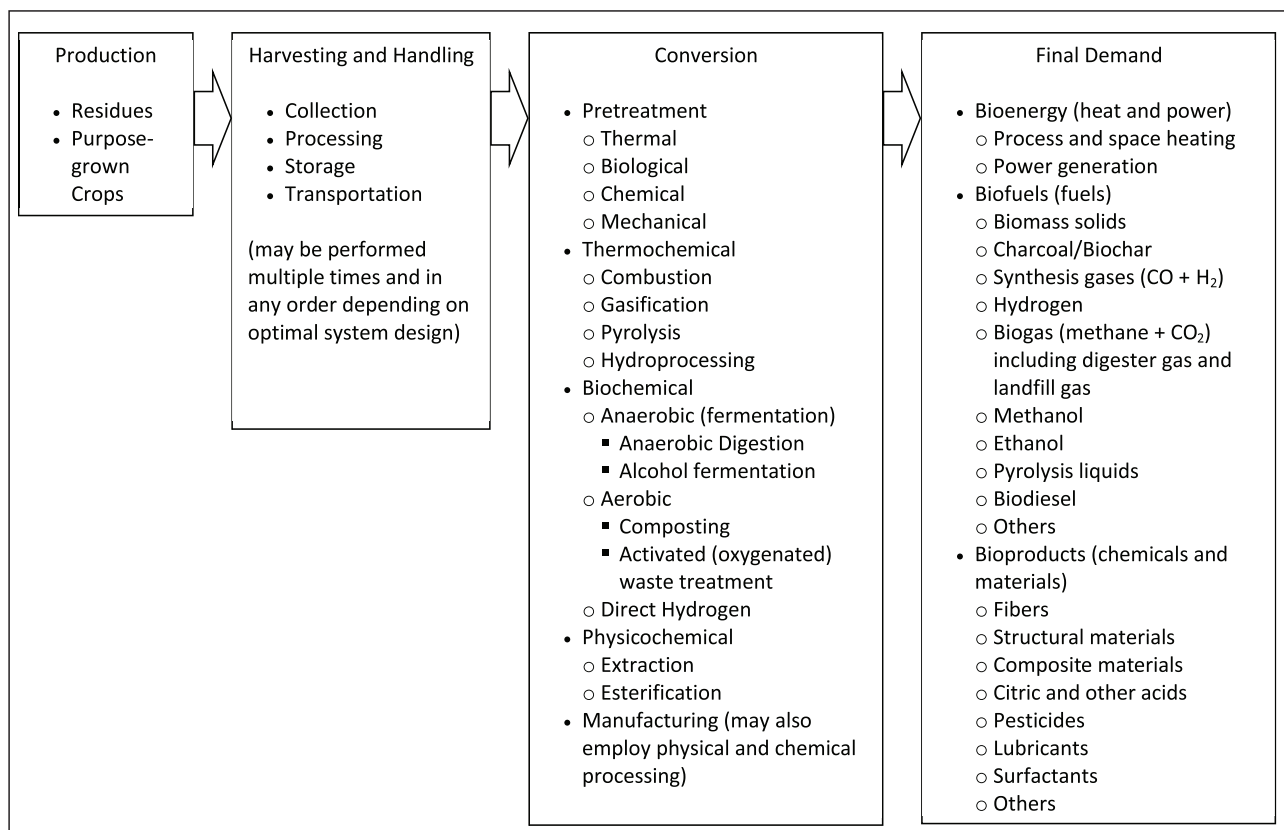 Production
• Residues
• Purpose-
grown
Crops
Harvesting and Handling
• Collection
• Processing
• Storage
• Transportation
(may be performed
multiple times and in
any order depending on
optimal system design)
Conversion
• Pretreatment
○ Thermal
○ Biological
○ Chemical
○ Mechanical
• Thermochemical
○ Combustion
○ Gasification
○ Pyrolysis
○ Hydroprocessing
• Biochemical
○ Anaerobic (fermentation)
▪ Anaerobic Digestion
▪ Alcohol fermentation
○ Aerobic
▪ Composting
▪ Activated (oxygenated)
waste treatment
○ Direct Hydrogen
• Physicochemical
○ Extraction
○ Esterification
• Manufacturing (may also
employ physical and chemical
processing)
Final Demand
• Bioenergy (heat and power)
○ Process and space heating
○ Power generation
• Biofuels (fuels)
○ Biomass solids
○ Charcoal/Biochar
○ Synthesis gases (CO + H₂)
○ Hydrogen
○ Biogas (methane + CO₂)
including digester gas and
landfill gas
○ Methanol
○ Ethanol
○ Pyrolysis liquids
○ Biodiesel
○ Others
• Bioproducts (chemicals and
materials)
○ Fibers
○ Structural materials
○ Composite materials
○ Citric and other acids
○ Pesticides
○ Lubricants
○ Surfactants
○ Others